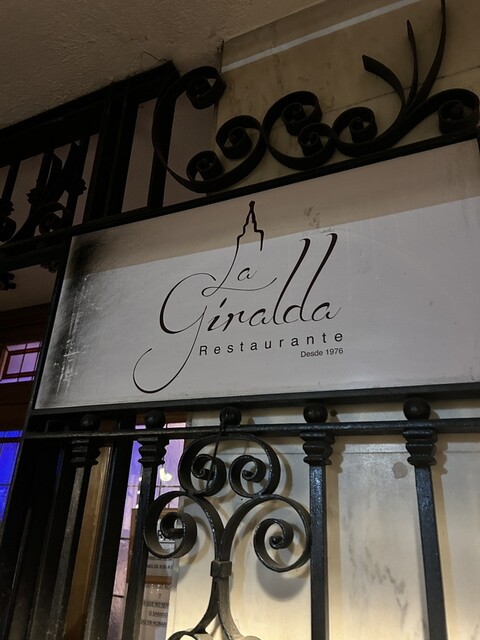 La
Giralda
Restaurante
Desde 1976